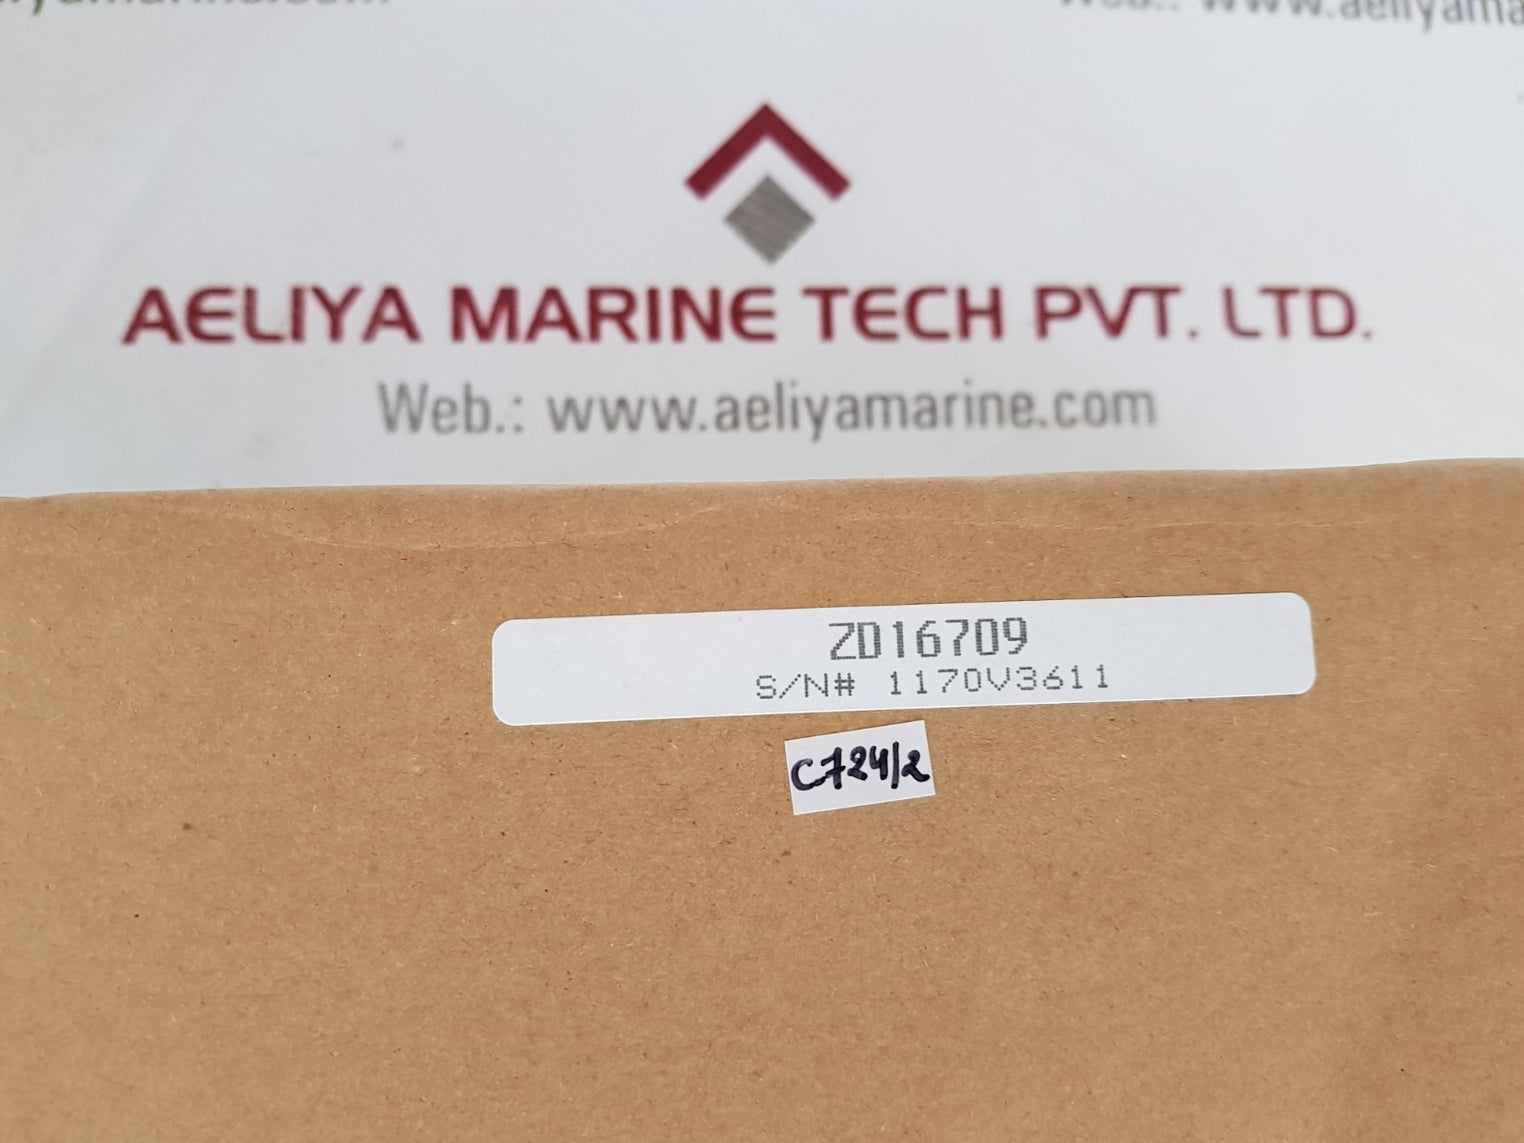 AELIYA MARINE TECH PVT. LTD.
Web.: www.aeliyamarine.com
ZD16709
S/N# 1170V3611
C724/2